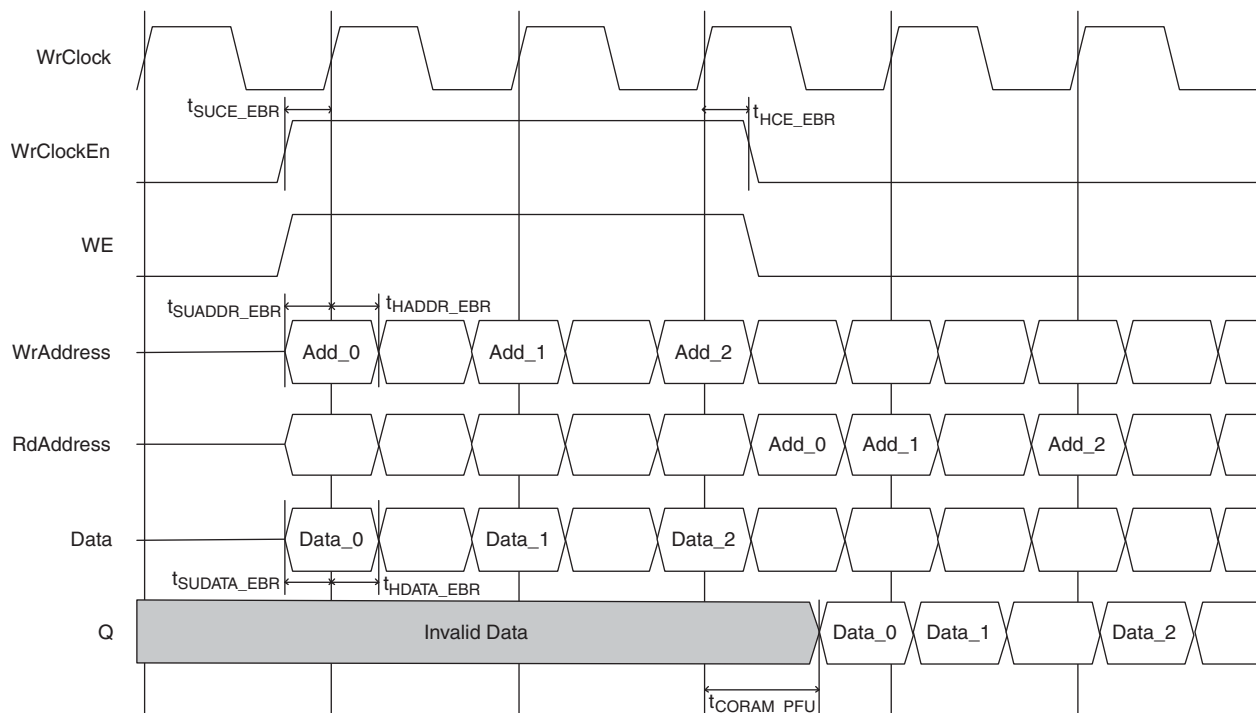 WrClock
tSUCE_EBR
tHCE_EBR
WrClockEn
WE
tSUADDR_EBR
tHADDR_EBR
WrAddress
Add_0
Add_1
Add_2
RdAddress
Add_0
Add_1
Add_2
Data
Data_0
Data_1
Data_2
tSUDATA_EBR
tHDATA_EBR
Q
Invalid Data
Data_0
Data_1
Data_2
tCORAM_PFU